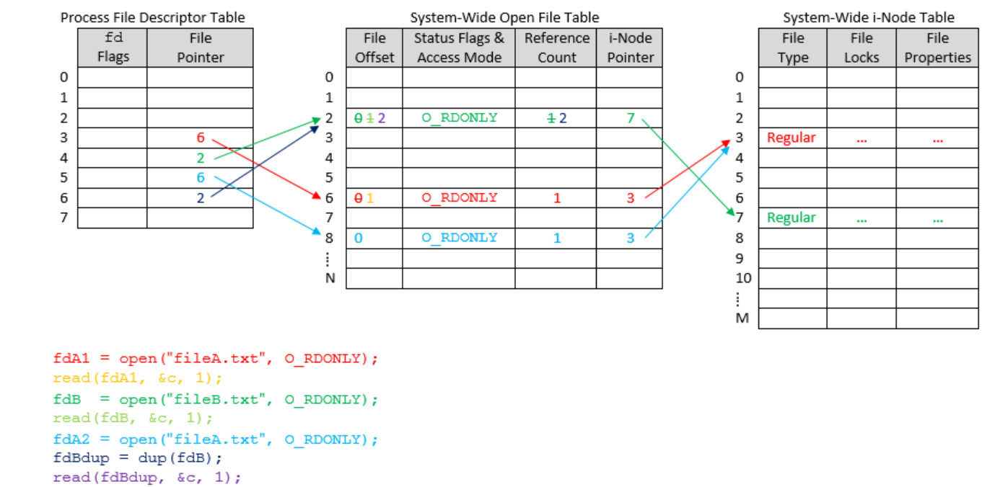 Process File Descriptor Table System-Wide Open File Table System-Wide i-Node Table
fd File File Status Flags & Reference i-Node File File File
Flags Pointer Offset Access Mode Count Pointer Type Locks Properties
0 0 0
1 1 1
2 2 0 1 2 O_RDONLY 1 2 7 2
3 6 3 3 Regular ... ...
4 2 4 4
5 6 5 5
6 2 6 0 1 O_RDONLY 1 3 6
7 7 7 Regular ... ...
8 0 O_RDONLY 1 3 8
9
N 10
M
fdA1 = open("fileA.txt", O_RDONLY);
read(fdA1, &c, 1);
fdB = open("fileB.txt", O_RDONLY);
read(fdB, &c, 1);
fdA2 = open("fileA.txt", O_RDONLY);
fdBdup = dup(fdB);
read(fdBdup, &c, 1);